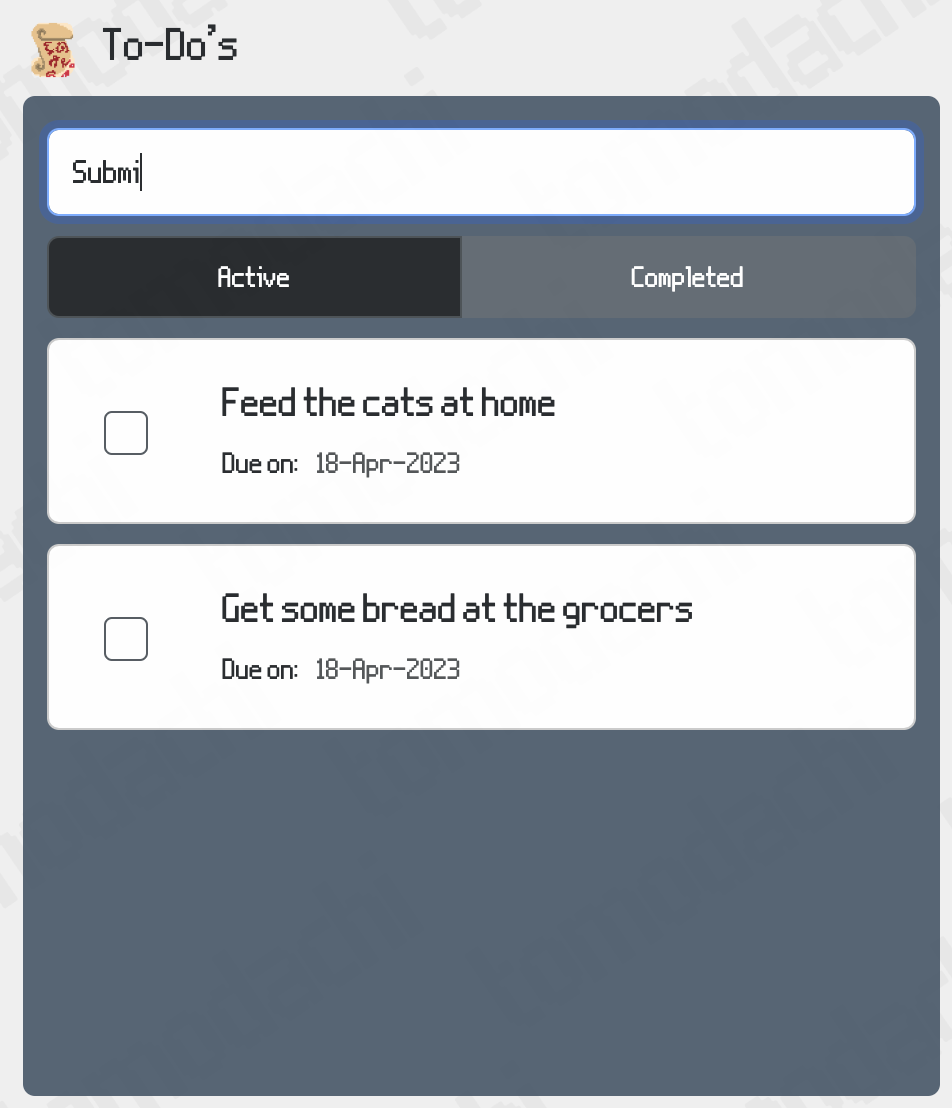 To-Do's
Submi
Active Completed
Feed the cats at home
Due on: 18-Apr-2023
Get some bread at the grocers
Due on: 18-Apr-2023